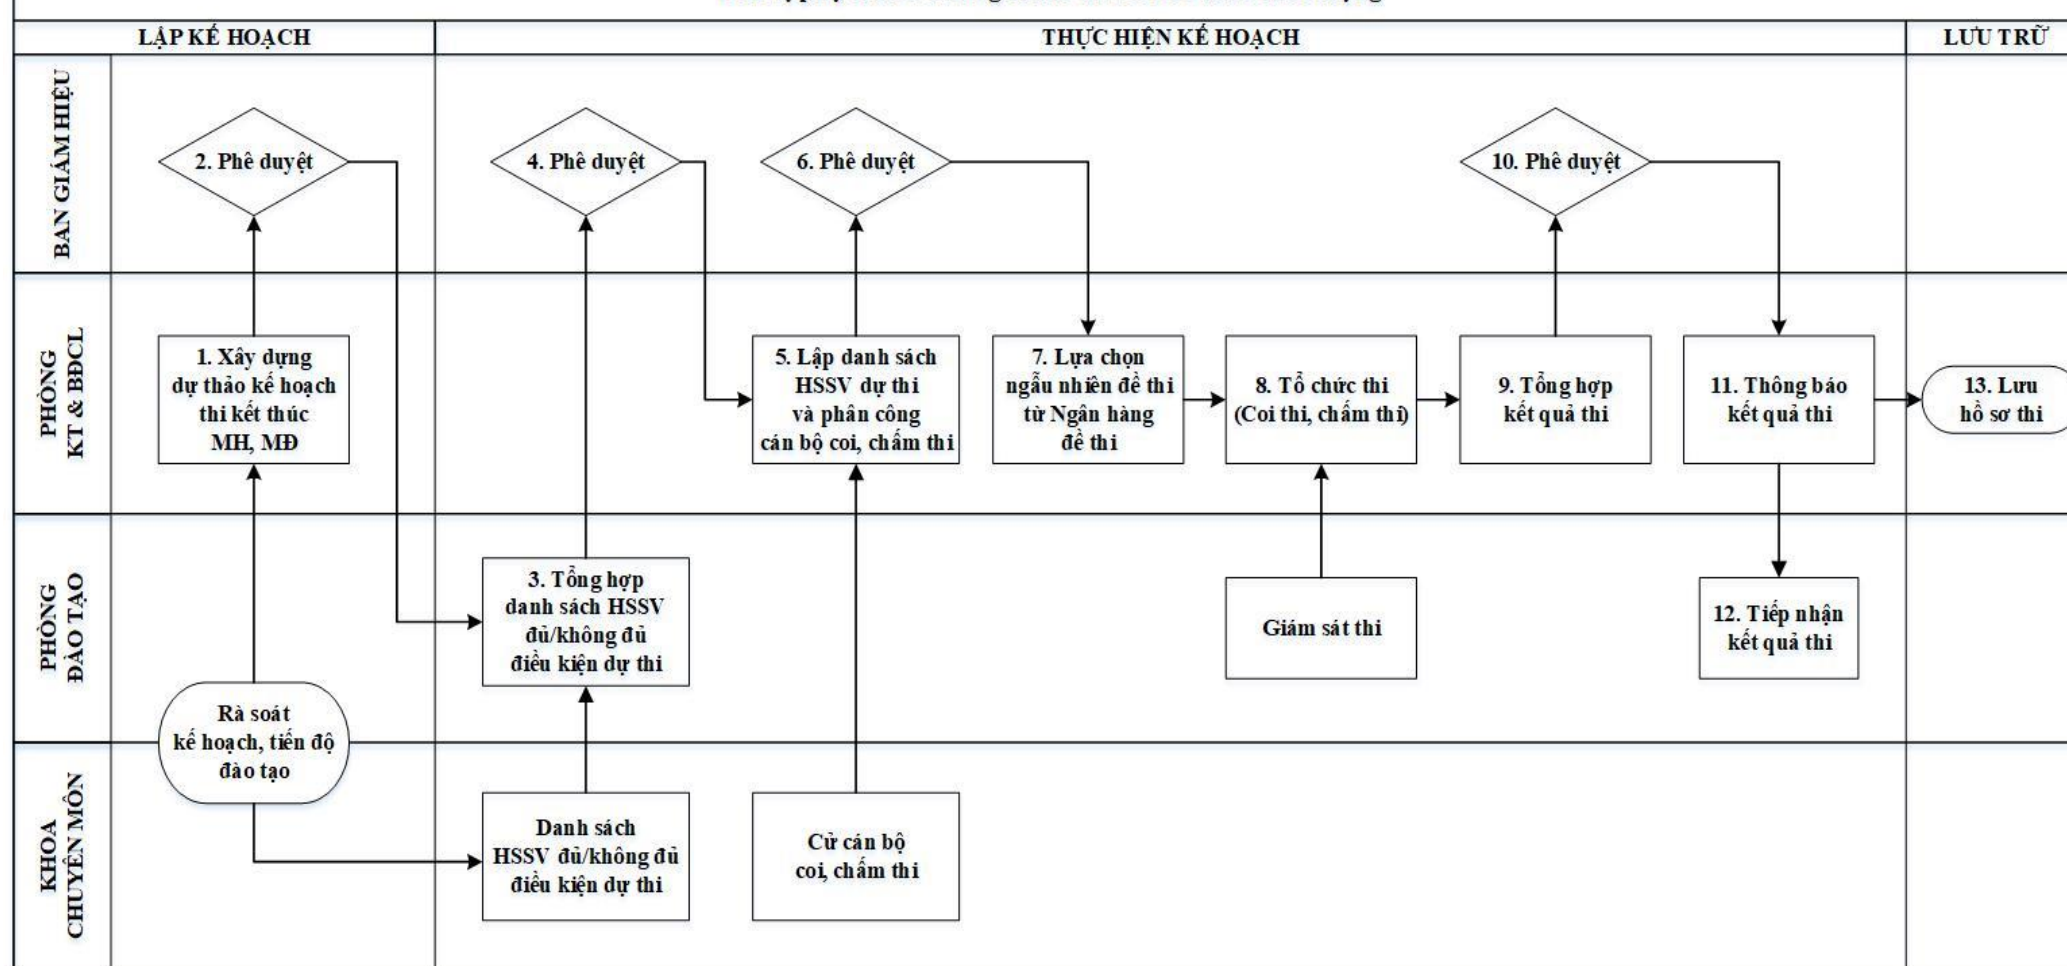 LẬP KẾ HOẠCH
THỰC HIỆN KẾ HOẠCH
LƯU TRỮ
BAN GIÁM HIỆU
2. Phê duyệt
4. Phê duyệt
6. Phê duyệt
10. Phê duyệt
PHÒNG
KT & BĐCL
1. Xây dựng
dự thảo kế hoạch
thi kết thúc
MH, MĐ
5. Lập danh sách
HSSV dự thi
và phân công
cán bộ coi, chấm thi
7. Lựa chọn
ngẫu nhiên đề thi
từ Ngân hàng
đề thi
8. Tổ chức thi
(Coi thi, chấm thi)
9. Tổng hợp
kết quả thi
11. Thông báo
kết quả thi
13. Lưu
hồ sơ thi
PHÒNG
ĐÀO TẠO
3. Tổng hợp
danh sách HSSV
đủ/không đủ
điều kiện dự thi
Giám sát thi
12. Tiếp nhận
kết quả thi
Rà soát
kế hoạch, tiến độ
đào tạo
KHOA
CHUYÊN MÔN
Danh sách
HSSV đủ/không đủ
điều kiện dự thi
Cử cán bộ
coi, chấm thi